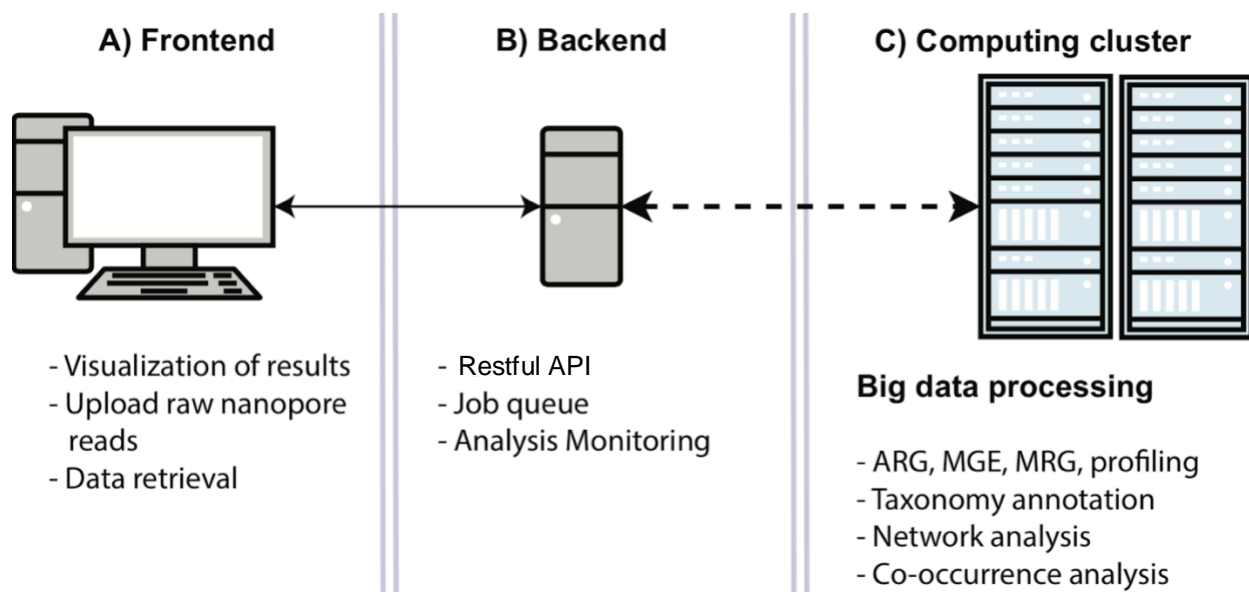 A) Frontend
- Visualization of results
- Upload raw nanopore
reads
- Data retrieval
B) Backend
- Restful API
- Job queue
- Analysis Monitoring
C) Computing cluster
Big data processing
- ARG, MGE, MRG, profiling
- Taxonomy annotation
- Network analysis
- Co-occurrence analysis